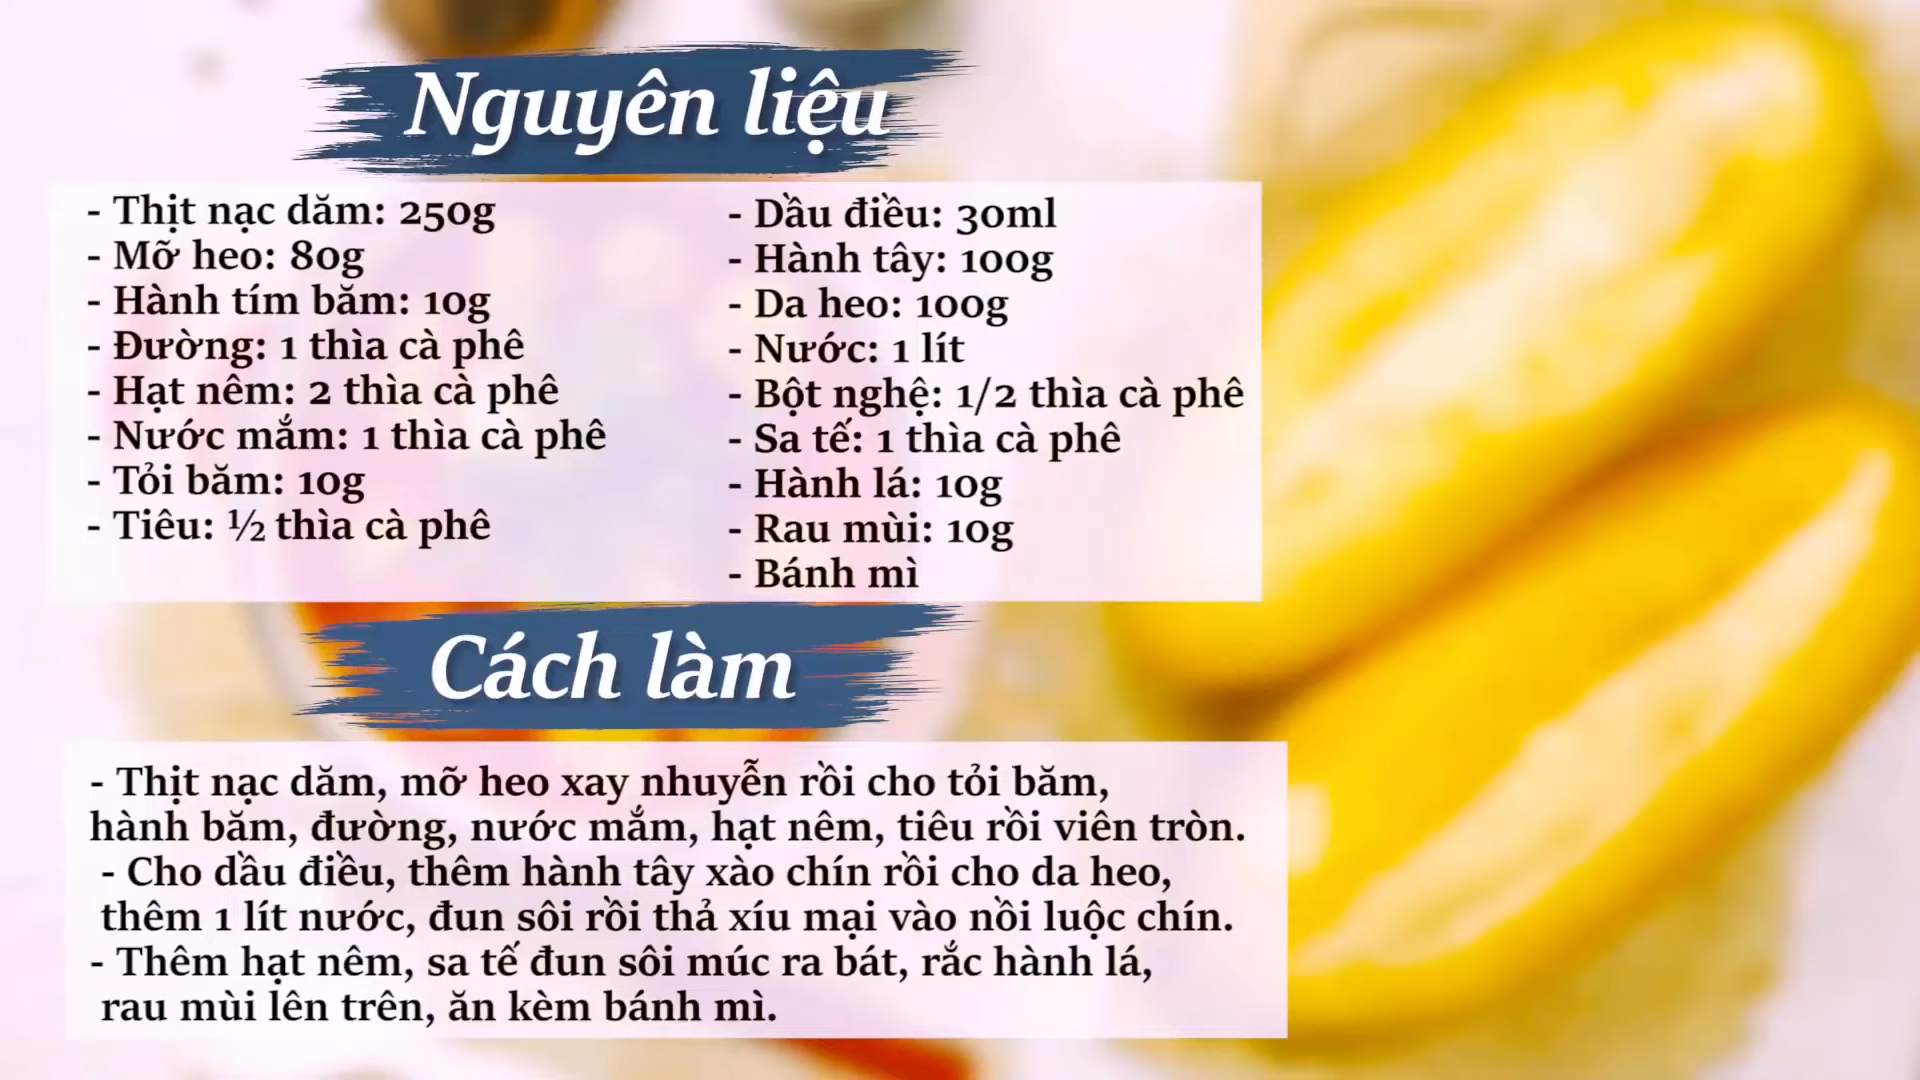 Nguyên liệu
- Thịt nạc dăm: 250g
- Mỡ heo: 80g
- Hành tím băm: 10g
- Đường: 1 thìa cà phê
- Hạt nêm: 2 thìa cà phê
- Nước mắm: 1 thìa cà phê
- Tỏi băm: 10g
- Tiêu: ½ thìa cà phê
- Dầu điều: 30ml
- Hành tây: 100g
- Da heo: 100g
- Nước: 1 lít
- Bột nghệ: 1/2 thìa cà phê
- Sa tế: 1 thìa cà phê
- Hành lá: 10g
- Rau mùi: 10g
- Bánh mì
Cách làm
- Thịt nạc dăm, mỡ heo xay nhuyễn rồi cho tỏi băm,
hành băm, đường, nước mắm, hạt nêm, tiêu rồi viên tròn.
- Cho dầu điều, thêm hành tây xào chín rồi cho da heo,
thêm 1 lít nước, đun sôi rồi thả xíu mại vào nồi luộc chín.
- Thêm hạt nêm, sa tế đun sôi múc ra bát, rắc hành lá,
rau mùi lên trên, ăn kèm bánh mì.